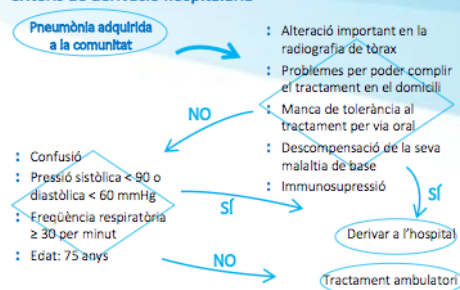 Pneumònia adquirida
a la comunitat
: Alteració important en la
radiografia de tòrax
: Problemes per poder complir
el tractament en el domicili
: Manca de tolerància al
tractament per via oral
: Descompensació de la seva
malaltia de base
: Immunosupressió
NO
: Confusió
: Pressió sistòlica < 90 o
diastòlica < 60 mmHg
: Freqüència respiratòria
≥ 30 per minut
: Edat: 75 anys
SÍ
SÍ
Derivar a l'hospital
NO
Tractament ambulatori